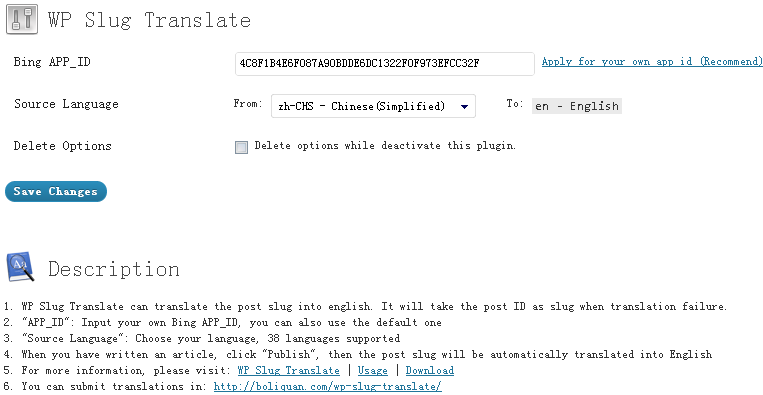 WP Slug Translate
Bing APP_ID 4C8F1B4E6F087A90BDDE6DC1322F0F973EFCC32F Apply for your own app id (Recommend)
Source Language From: zh-CHS - Chinese(Simplified) To: en - English
Delete Options Delete options while deactivate this plugin.
Save Changes
Description
1. WP Slug Translate can translate the post slug into english. It will take the post ID as slug when translation failure.
2. "APP_ID": Input your own Bing APP_ID, you can also use the default one
3. "Source Language": Choose your language, 38 languages supported
4. When you have written an article, click "Publish", then the post slug will be automatically translated into English
5. For more information, please visit: WP Slug Translate | Usage | Download
6. You can submit translations in: http://boliquan.com/wp-slug-translate/